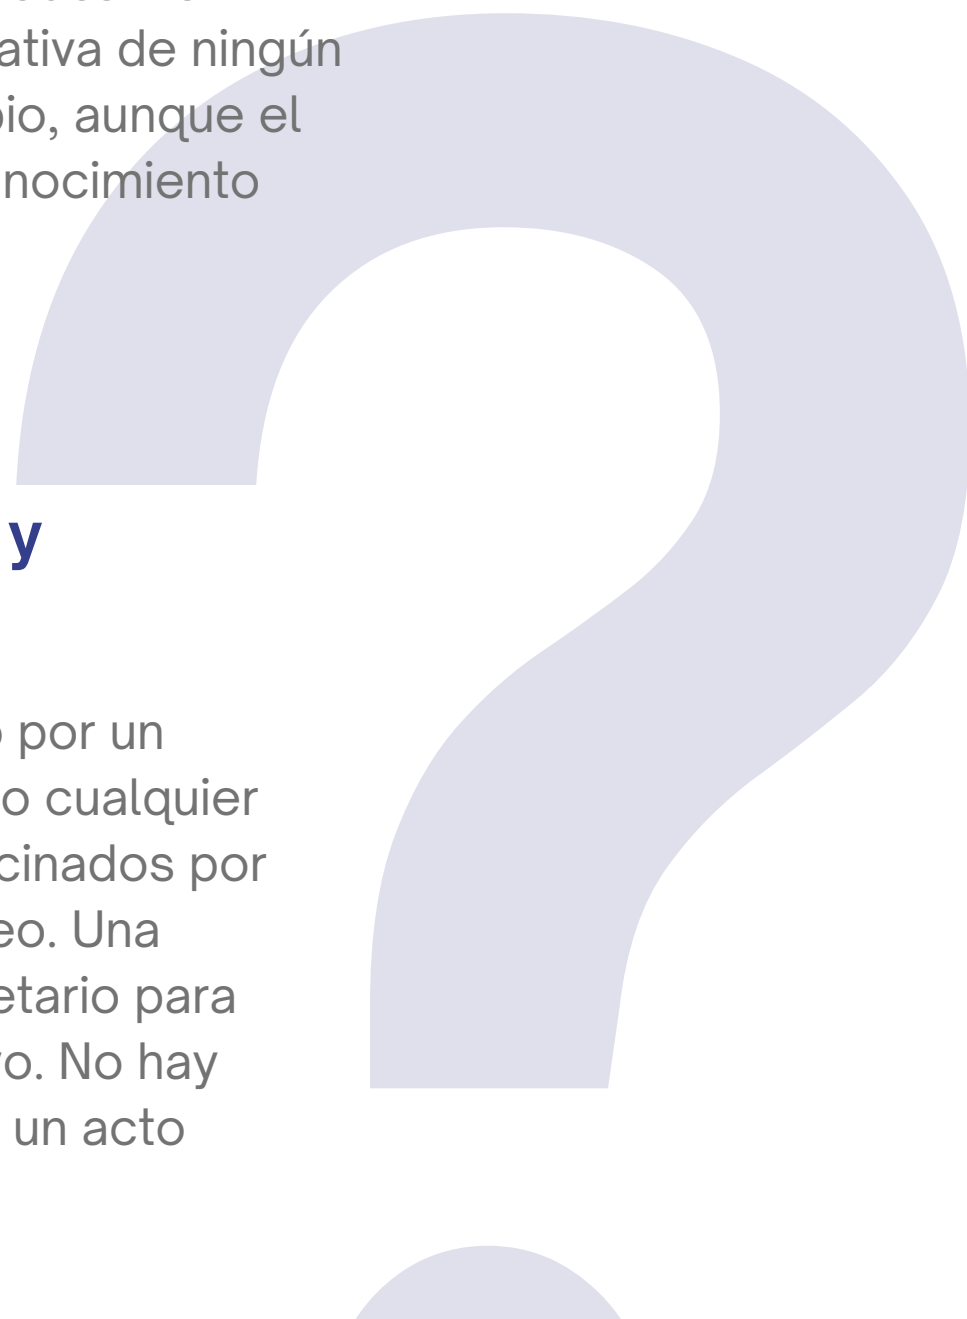 ativa de ningún
io, aunque el
nocimiento
y
por un
o cualquier
cinados por
eo. Una
etario para
o. No hay
un acto